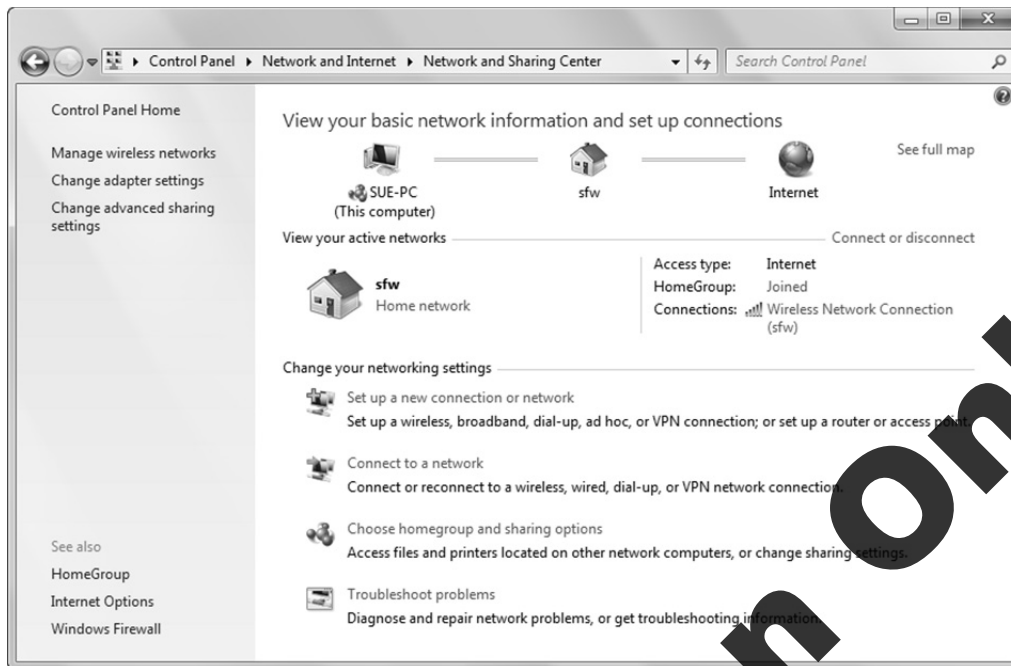 Control Panel ▸ Network and Internet ▸ Network and Sharing Center
Search Control Panel
Control Panel Home
Manage wireless networks
Change adapter settings
Change advanced sharing
settings
View your basic network information and set up connections
See full map
SUE-PC
(This computer)
sfw
Internet
View your active networks
Connect or disconnect
sfw
Home network
Access type: Internet
HomeGroup: Joined
Connections: Wireless Network Connection
(sfw)
Change your networking settings
Set up a new connection or network
Set up a wireless, broadband, dial-up, ad hoc, or VPN connection; or set up a router or access point.
Connect to a network
Connect or reconnect to a wireless, wired, dial-up, or VPN network connection.
Choose homegroup and sharing options
Access files and printers located on other network computers, or change sharing settings.
Troubleshoot problems
Diagnose and repair network problems, or get troubleshooting information.
See also
HomeGroup
Internet Options
Windows Firewall